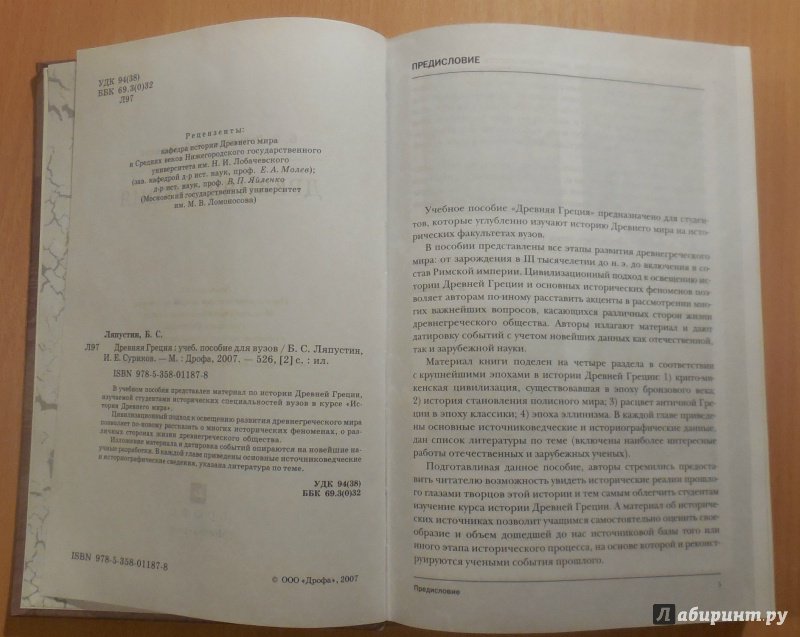 УДК 94(38)
ББК 69.3(0)32
Л97
Рецензенты:
кафедра истории Древнего мира
и Средних веков Нижегородского государственного
университета им. Н. И. Лобачевского
(зав. кафедрой д-р ист. наук, проф. Е. А. Молев);
д-р ист. наук, проф. В. П. Яйленко
(Московский государственный университет
им. М. В. Ломоносова)
Ляпустин, Б. С.
Л97 Древняя Греция : учеб. пособие для вузов / Б. С. Ляпустин,
И. Е. Суриков. — М. : Дрофа, 2007. — 526, [2] с. : ил.
ISBN 978-5-358-01187-8
В учебном пособии представлен материал по истории Древней Греции,
изучаемой студентами исторических специальностей вузов в курсе «Ис-
тория Древнего мира».
Цивилизационный подход к освещению развития древнегреческого мира
позволяет по-новому рассказать о многих исторических феноменах, о раз-
личных сторонах жизни древнегреческого общества.
Изложение материала и датировка событий опираются на новейшие на-
учные разработки. В каждой главе приведены основные источниковедческие
и историографические сведения, указана литература по теме.
УДК 94(38)
ББК 69.3(0)32
ISBN 978-5-358-01187-8
© ООО «Дрофа», 2007
ПРЕДИСЛОВИЕ
Учебное пособие «Древняя Греция» предназначено для студен-
тов, которые углубленно изучают историю Древнего мира на исто-
рических факультетах вузов.
В пособии представлены все этапы развития древнегреческого
мира: от зарождения в III тысячелетии до н. э. до включения в со-
став Римской империи. Цивилизационный подход к освещению ис-
тории Древней Греции и основных исторических феноменов поз-
воляет авторам по-иному расставить акценты в рассмотрении мно-
гих важнейших вопросов, касающихся различных сторон жизни
древнегреческого общества. Авторы излагают материал и дают
датировку событий с учетом новейших данных как отечественной,
так и зарубежной науки.
Материал книги поделен на четыре раздела в соответствии
с крупнейшими эпохами в истории Древней Греции: 1) крито-ми-
кенская цивилизация, существовавшая в эпоху бронзового века;
2) история становления полисного мира; 3) расцвет античной Гре-
ции в эпоху классики; 4) эпоха эллинизма. В каждой главе приведе-
ны основные источниковедческие и историографические данные,
дан список литературы по теме (включены наиболее интересные
работы отечественных и зарубежных ученых).
Подготавливая данное пособие, авторы стремились предоста-
вить читателю возможность увидеть исторические реалии прошло-
го глазами творцов этой истории и тем самым облегчить студентам
изучение курса истории Древней Греции. А материал об истори-
ческих источниках позволит учащимся самостоятельно оценить свое-
образие и объем дошедшей до нас источниковой базы того или
иного этапа исторического процесса, на основе которой и реконст-
руируются учеными события прошлого.
Предисловие 3
Лабиринт.ру